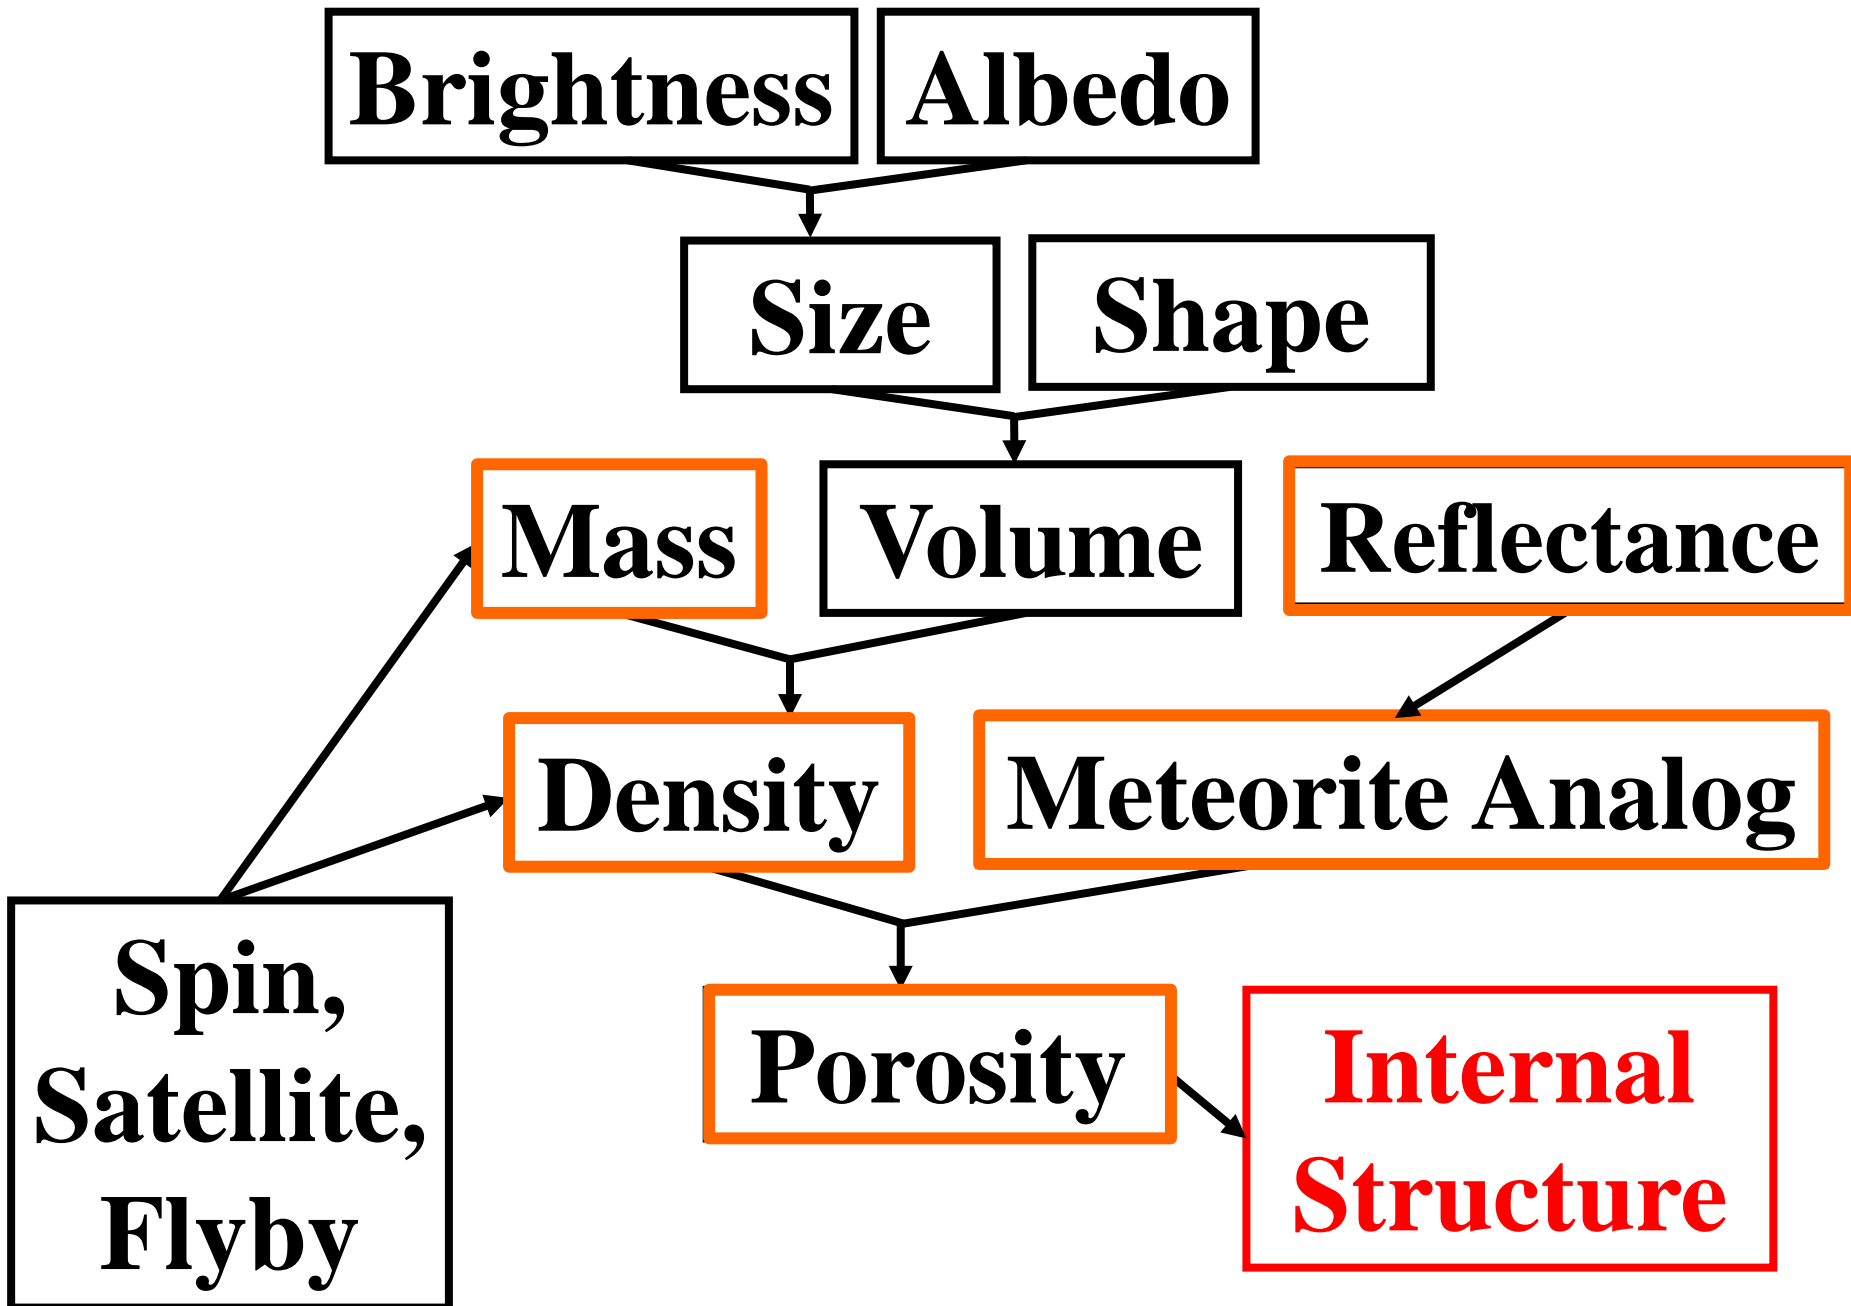 Brightness
Albedo
Size
Shape
Mass
Volume
Reflectance
Density
Meteorite Analog
Spin,
Satellite,
Flyby
Porosity
Internal
Structure